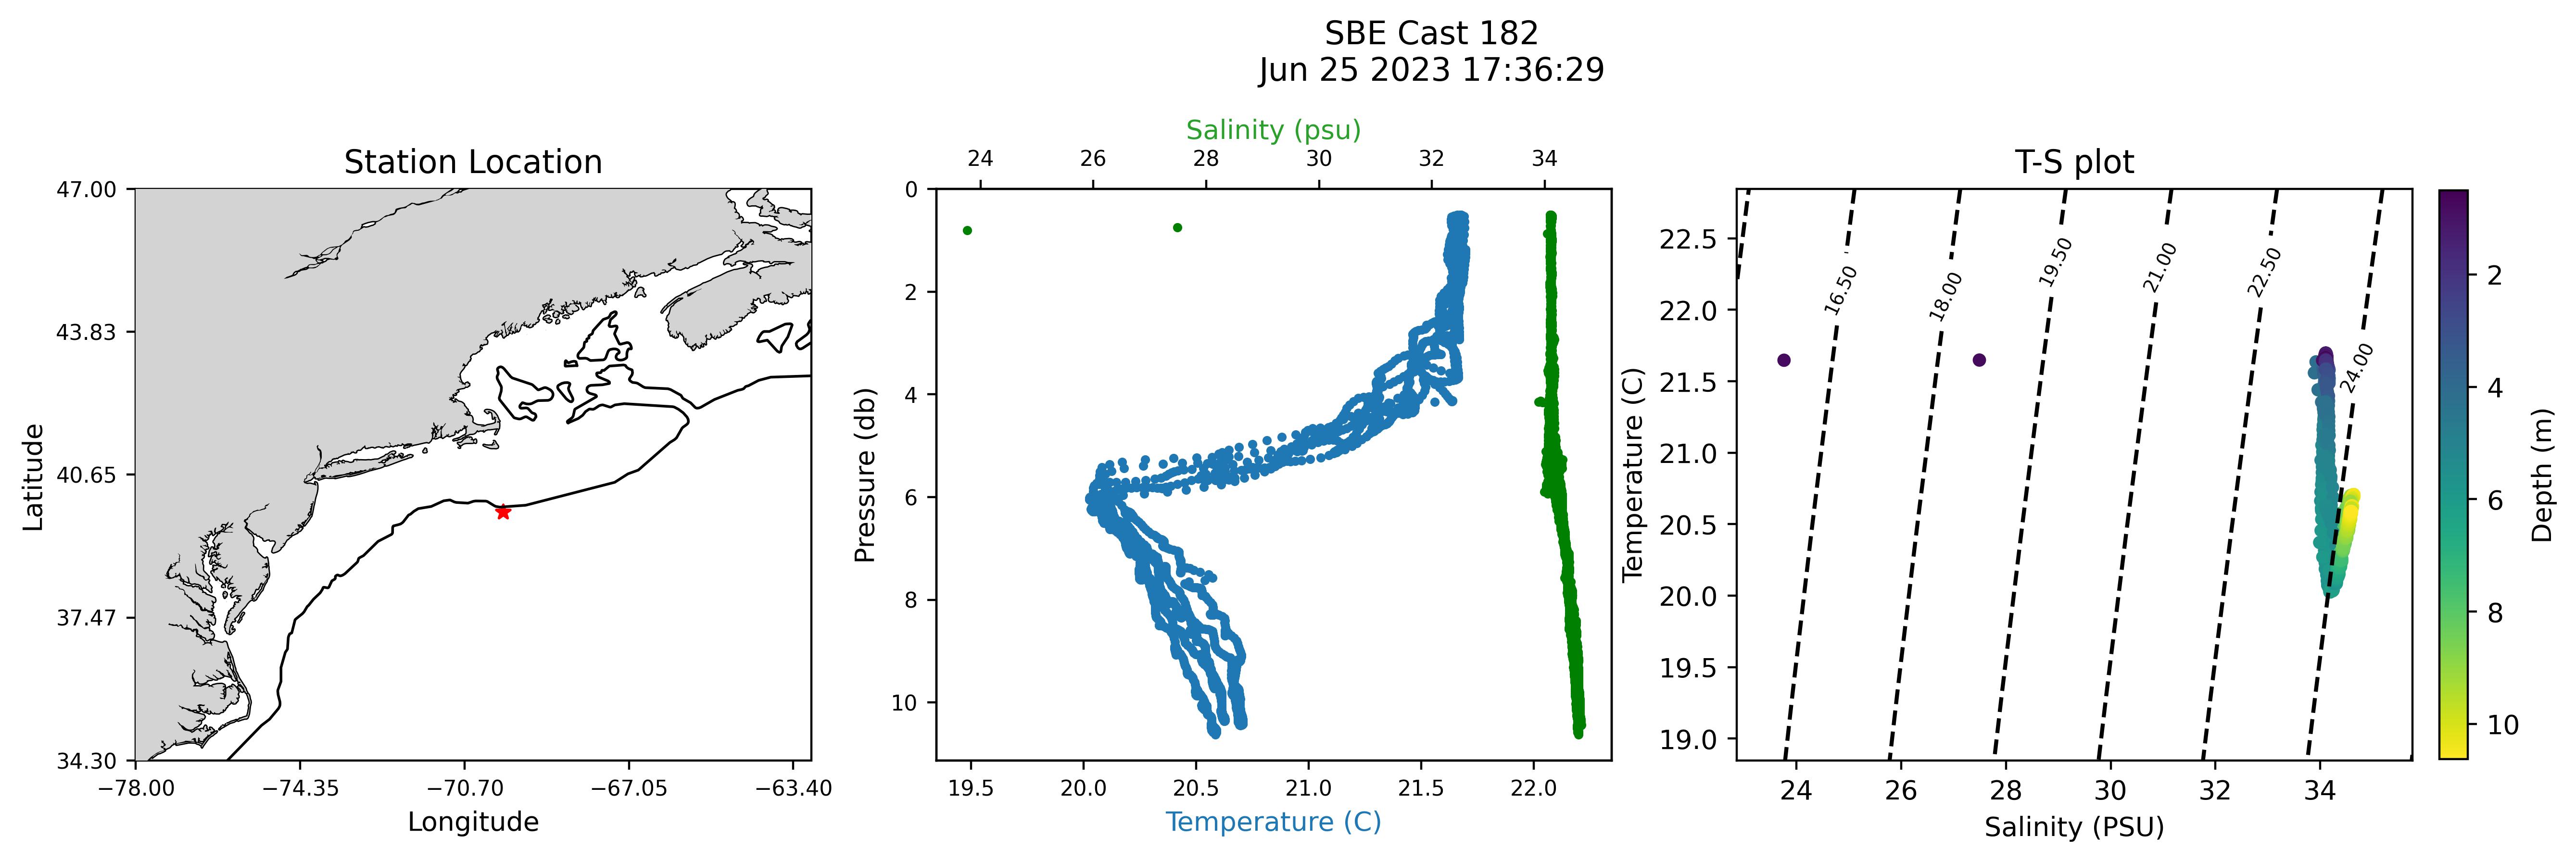 SBE Cast 182
Jun 25 2023 17:36:29
Station Location
47.00
43.83
40.65
37.47
34.30
Latitude
−78.00 −74.35 −70.70 −67.05 −63.40
Longitude
Salinity (psu)
24 26 28 30 32 34
0
2
4
6
8
10
Pressure (db)
19.5 20.0 20.5 21.0 21.5 22.0
Temperature (C)
T-S plot
22.5
22.0
21.5
21.0
20.5
20.0
19.5
19.0
Temperature (C)
16.50 18.00 19.50 21.00 22.50 24.00
24 26 28 30 32 34
Salinity (PSU)
2
4
6
8
10
Depth (m)